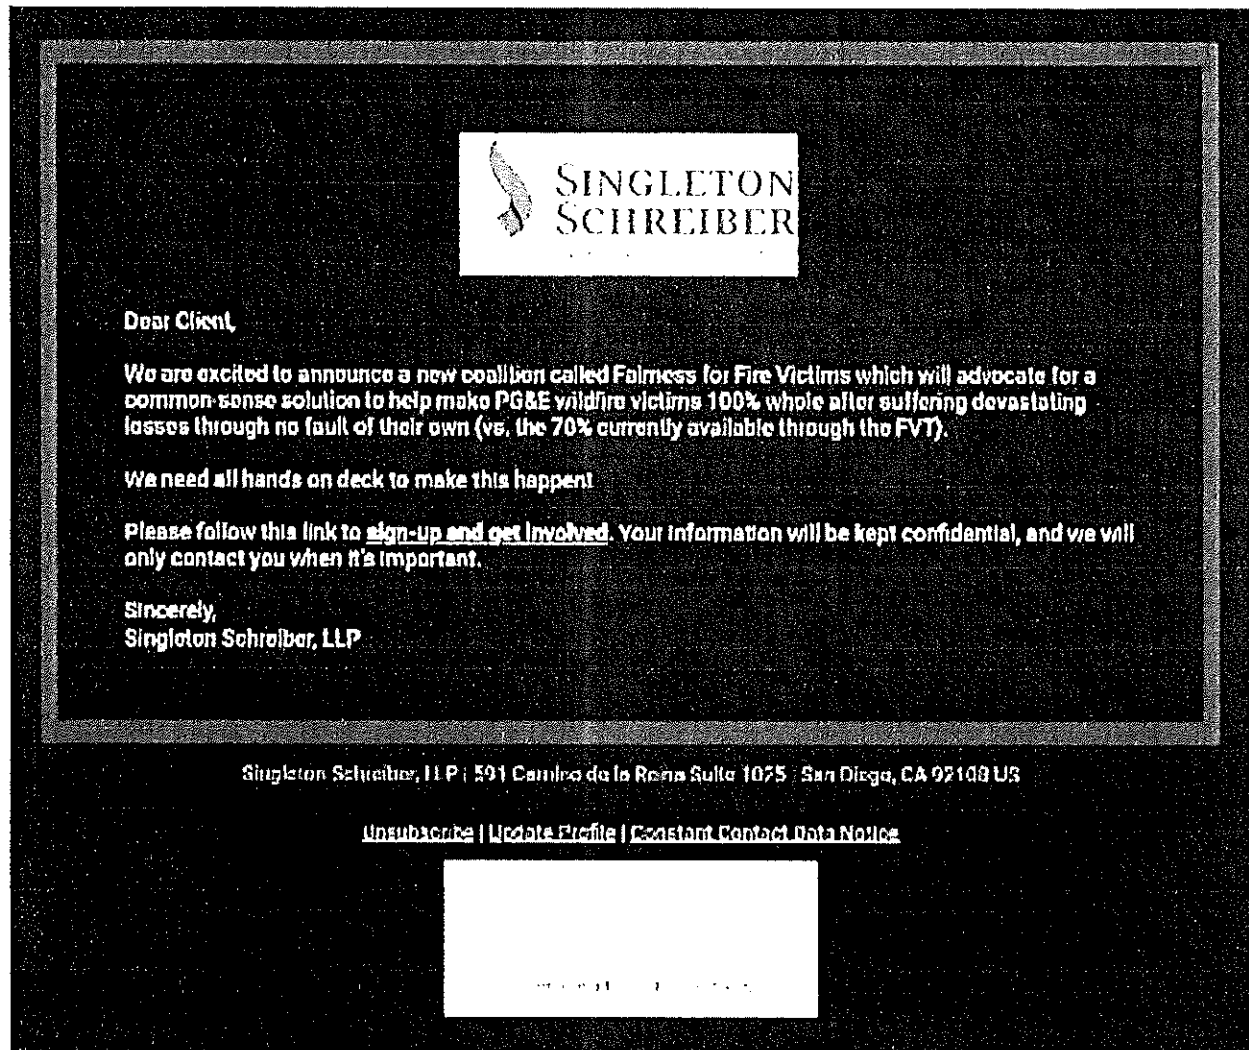 SINGLETON
SCHREIBER
Dear Client,
We are excited to announce a new coalition called Fairness for Fire Victims which will advocate for a
common-sense solution to help make PG&E wildfire victims 100% whole after suffering devastating
losses through no fault of their own (vs. the 70% currently available through the FVT).
We need all hands on deck to make this happen!
Please follow this link to sign-up and get involved. Your information will be kept confidential, and we will
only contact you when it's important.
Sincerely,
Singleton Schreiber, LLP
Singleton Schreiber, LLP | 591 Camino de la Reina Suite 1025 | San Diego, CA 92108 US
Unsubscribe | Update Profile | Constant Contact Data Notice